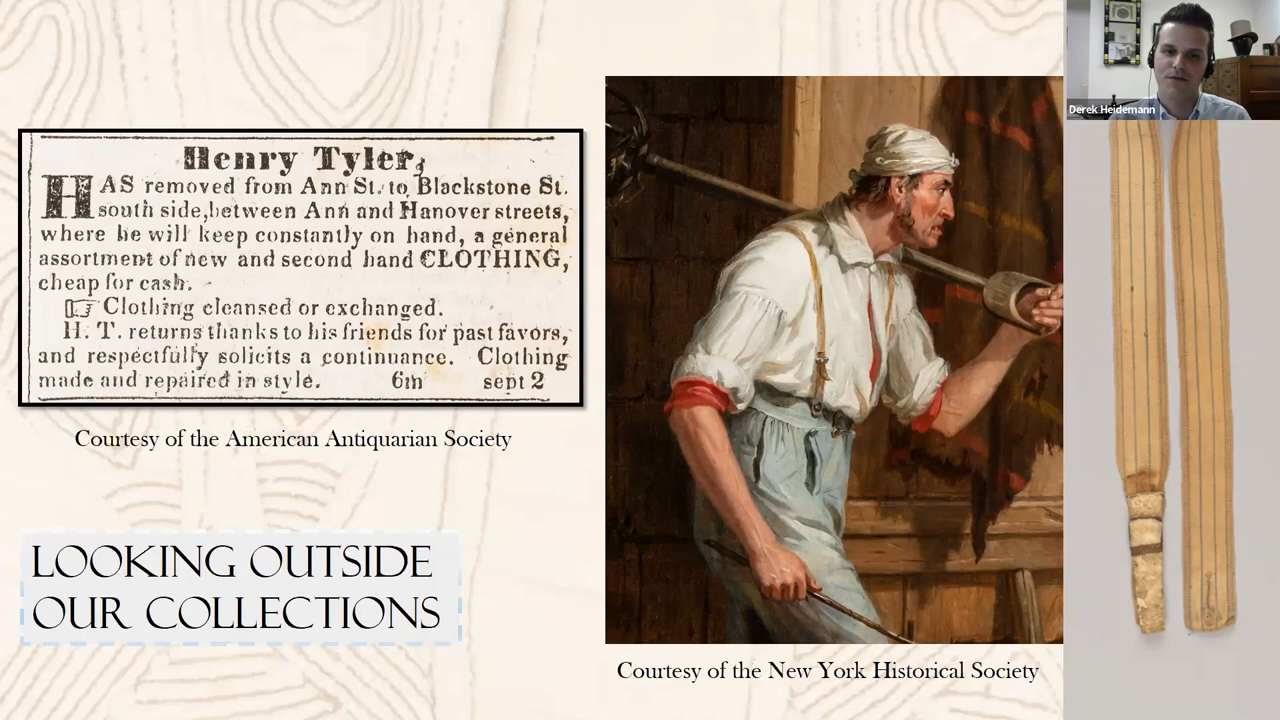 Henry Tyler,
HAS removed from Ann St. to Blackstone St.
south side, between Ann and Hanover streets,
where he will keep constantly on hand, a general
assortment of new and second hand CLOTHING,
cheap for cash.
☞ Clothing cleansed or exchanged.
H. T. returns thanks to his friends for past favors,
and respectfully solicits a continuance. Clothing
made and repaired in style. 6m sept 2
Courtesy of the American Antiquarian Society
LOOKING OUTSIDE
OUR COLLECTIONS
Courtesy of the New York Historical Society
Derek Heidemann